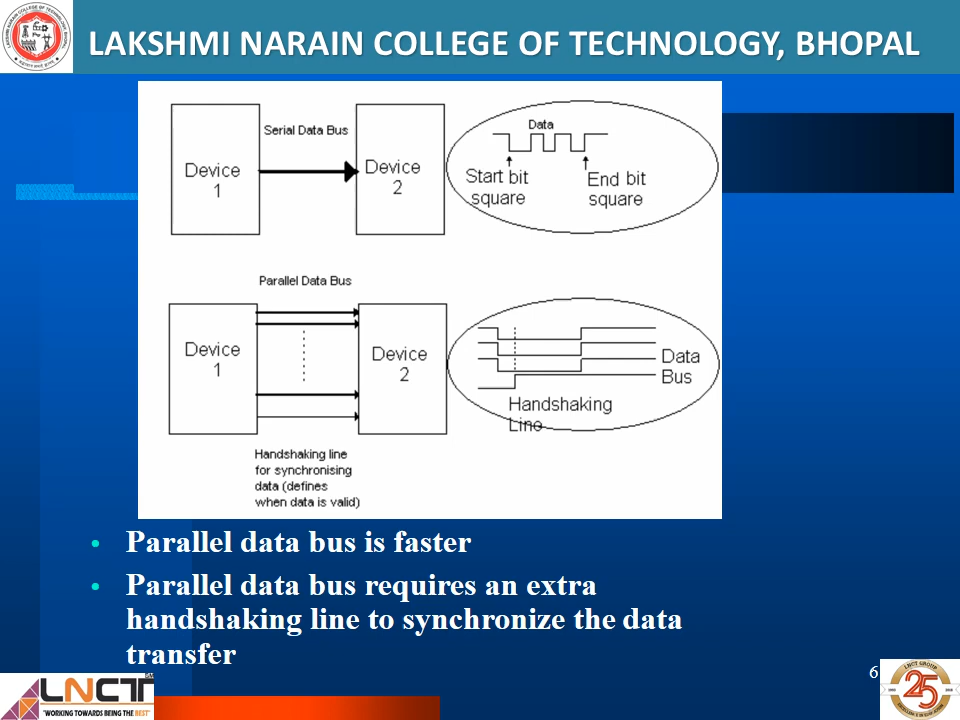 LAKSHMI NARAIN COLLEGE OF TECHNOLOGY, BHOPAL
Serial Data Bus
Device
1
Device
2
Data
Start bit
square
End bit
square
Parallel Data Bus
Device
1
Device
2
Data
Bus
Handshaking
Line
Handshaking line
for synchronising
data (defines
when data is valid)
• Parallel data bus is faster
• Parallel data bus requires an extra
handshaking line to synchronize the data
transfer
6
LNCT
"WORKING TOWARDS BEING THE BEST"
LNCT GROUP
25